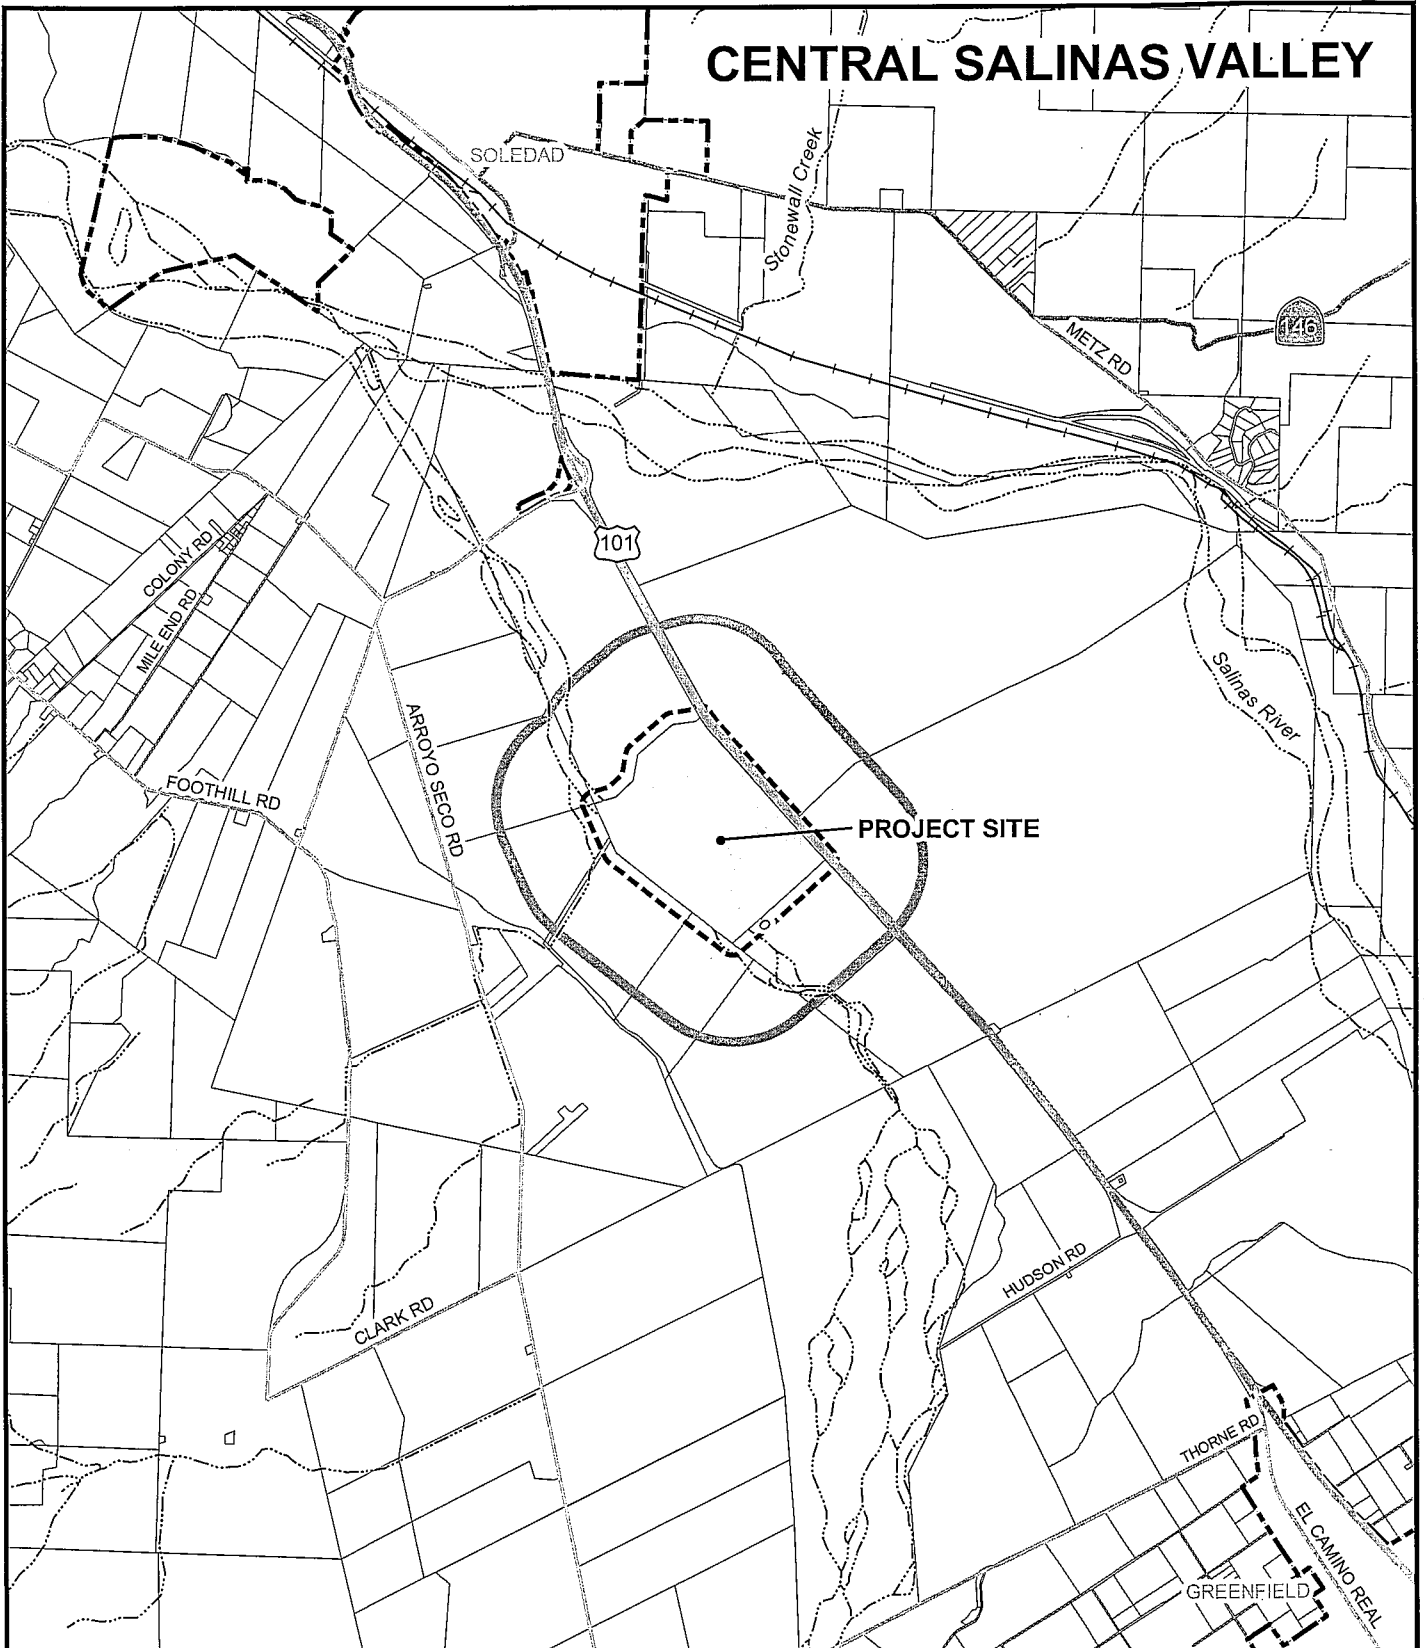 CENTRAL SALINAS VALLEY
SOLEDAD
Stonewall Creek
146
METZ RD
101
COLONY RD
MILE END RD
Salinas River
ARROYO SECO RD
FOOTHILL RD
PROJECT SITE
HUDSON RD
CLARK RD
THORNE RD
EL CAMINO REAL
GREENFIELD